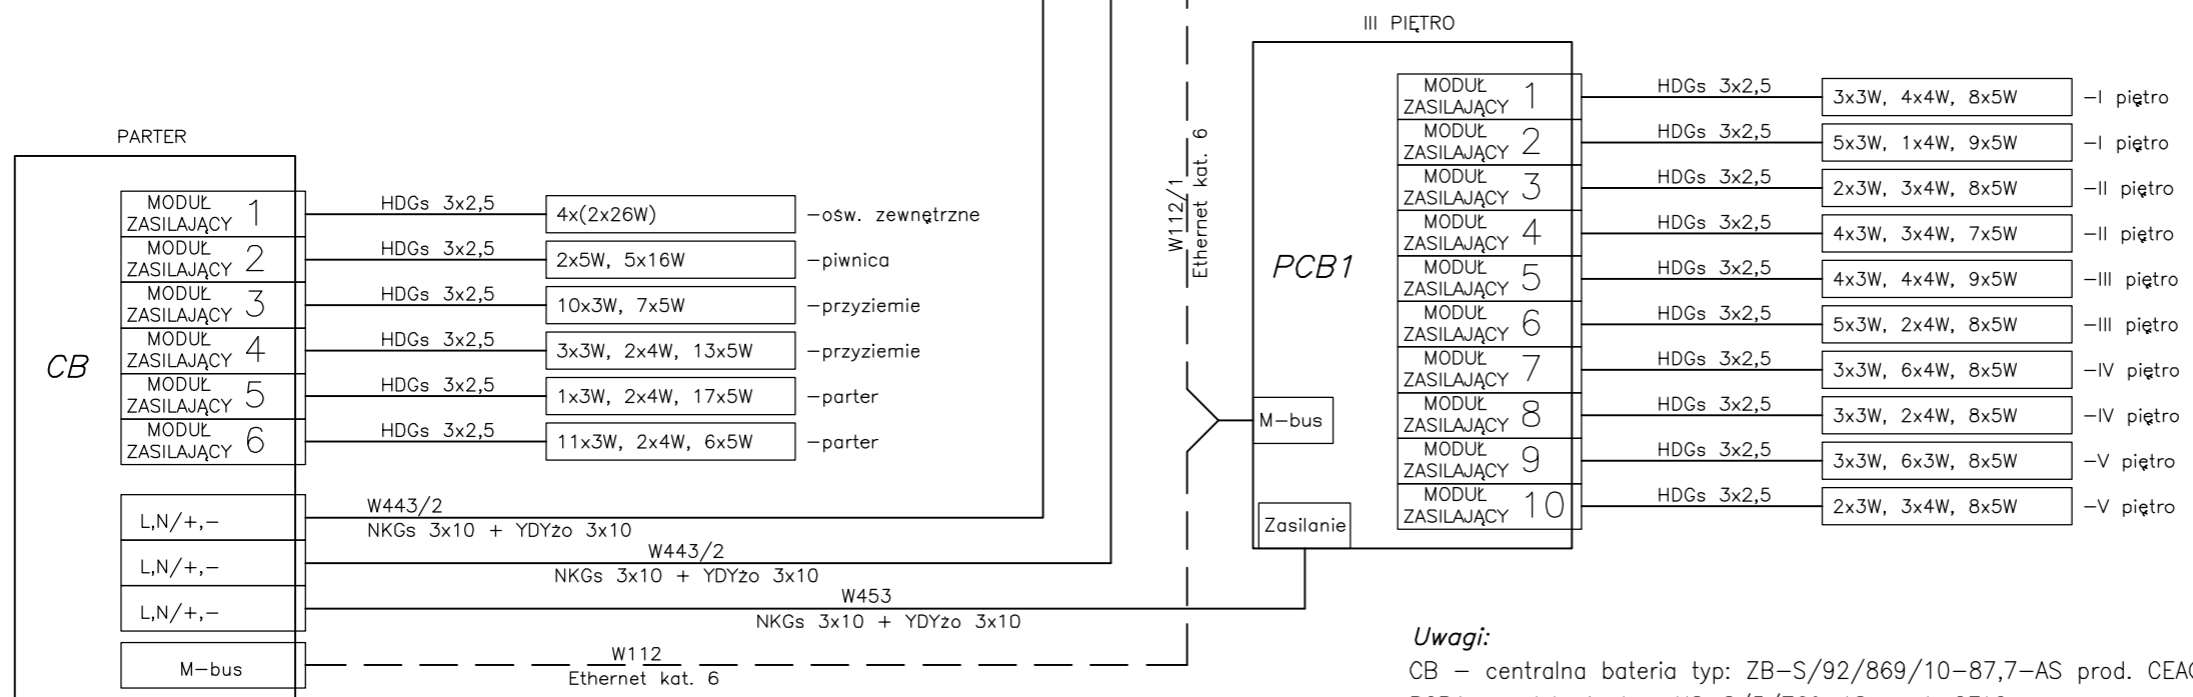 PARTER
CB
MODUŁ ZASILAJĄCY 1
HDGs 3x2,5
4x(2x26W)
-ośw. zewnętrzne
MODUŁ ZASILAJĄCY 2
HDGs 3x2,5
2x5W, 5x16W
-piwnica
MODUŁ ZASILAJĄCY 3
HDGs 3x2,5
10x3W, 7x5W
-przyziemie
MODUŁ ZASILAJĄCY 4
HDGs 3x2,5
3x3W, 2x4W, 13x5W
-przyziemie
MODUŁ ZASILAJĄCY 5
HDGs 3x2,5
1x3W, 2x4W, 17x5W
-parter
MODUŁ ZASILAJĄCY 6
HDGs 3x2,5
11x3W, 2x4W, 6x5W
-parter
L,N/+,-
W443/2
NKGs 3x10 + YDYżo 3x10
L,N/+,-
W443/2
NKGs 3x10 + YDYżo 3x10
L,N/+,-
W453
NKGs 3x10 + YDYżo 3x10
M-bus
W112
Ethernet kat. 6
W112/1
Ethernet kat. 6
III PIĘTRO
PCB1
M-bus
Zasilanie
MODUŁ ZASILAJĄCY 1
HDGs 3x2,5
3x3W, 4x4W, 8x5W
-I piętro
MODUŁ ZASILAJĄCY 2
HDGs 3x2,5
5x3W, 1x4W, 9x5W
-I piętro
MODUŁ ZASILAJĄCY 3
HDGs 3x2,5
2x3W, 3x4W, 8x5W
-II piętro
MODUŁ ZASILAJĄCY 4
HDGs 3x2,5
4x3W, 3x4W, 7x5W
-II piętro
MODUŁ ZASILAJĄCY 5
HDGs 3x2,5
4x3W, 4x4W, 9x5W
-III piętro
MODUŁ ZASILAJĄCY 6
HDGs 3x2,5
5x3W, 2x4W, 8x5W
-III piętro
MODUŁ ZASILAJĄCY 7
HDGs 3x2,5
3x3W, 6x4W, 8x5W
-IV piętro
MODUŁ ZASILAJĄCY 8
HDGs 3x2,5
3x3W, 2x4W, 8x5W
-IV piętro
MODUŁ ZASILAJĄCY 9
HDGs 3x2,5
3x3W, 6x3W, 8x5W
-V piętro
MODUŁ ZASILAJĄCY 10
HDGs 3x2,5
2x3W, 3x4W, 8x5W
-V piętro
Uwagi:
CB - centralna bateria typ: ZB-S/92/869/10-87,7-AS prod.